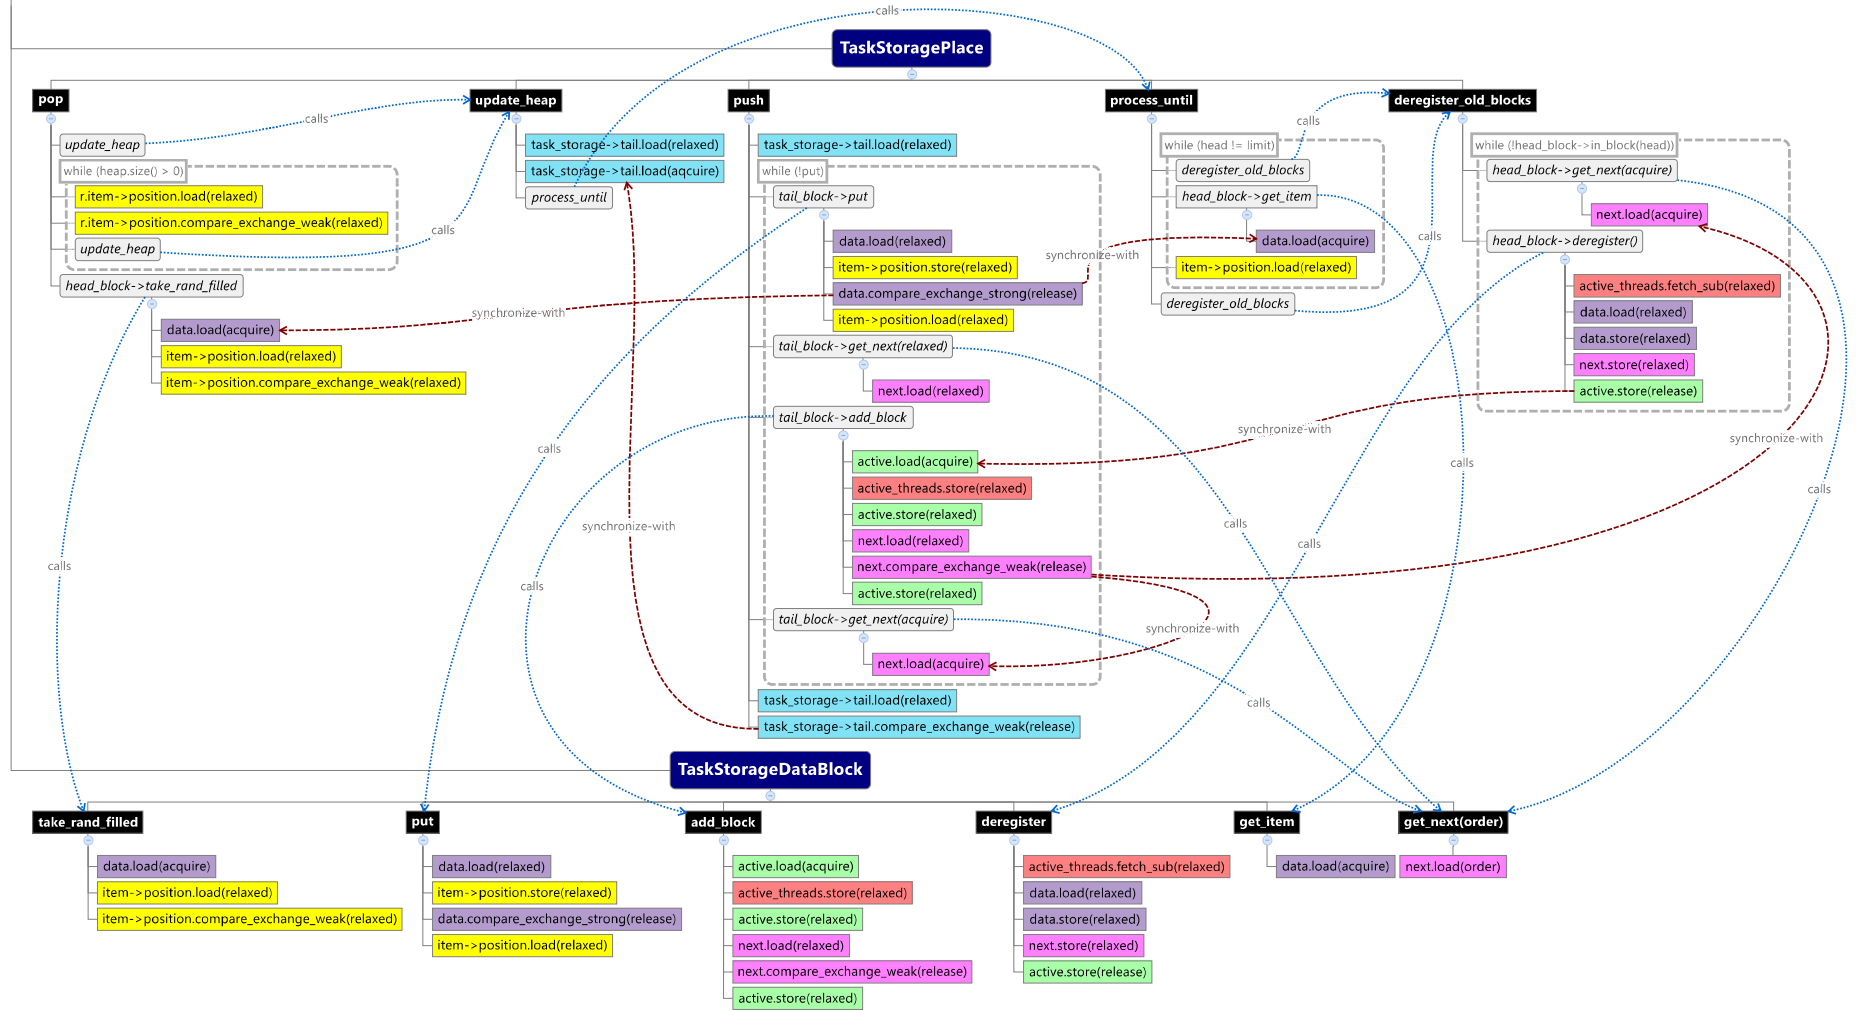 calls
TaskStoragePlace
pop
update_heap
calls
while (heap.size() > 0)
r.item->position.load(relaxed)
r.item->position.compare_exchange_weak(relaxed)
update_heap
calls
head_block->take_rand_filled
data.load(acquire)
item->position.load(relaxed)
item->position.compare_exchange_weak(relaxed)
calls
update_heap
task_storage->tail.load(relaxed)
task_storage->tail.load(aqcuire)
process_until
synchronize-with
calls
synchronize-with
calls
push
task_storage->tail.load(relaxed)
while (!put)
tail_block->put
data.load(relaxed)
item->position.store(relaxed)
data.compare_exchange_strong(release)
item->position.load(relaxed)
tail_block->get_next(relaxed)
next.load(relaxed)
tail_block->add_block
active.load(acquire)
active_threads.store(relaxed)
active.store(relaxed)
next.load(relaxed)
next.compare_exchange_weak(release)
active.store(relaxed)
tail_block->get_next(acquire)
next.load(acquire)
task_storage->tail.load(relaxed)
task_storage->tail.compare_exchange_weak(release)
synchronize-with
process_until
calls
while (head != limit)
deregister_old_blocks
head_block->get_item
data.load(acquire)
item->position.load(relaxed)
deregister_old_blocks
calls
synchronize-with
calls
calls
calls
synchronize-with
calls
deregister_old_blocks
while (!head_block->in_block(head))
head_block->get_next(acquire)
next.load(acquire)
head_block->deregister()
active_threads.fetch_sub(relaxed)
data.load(relaxed)
data.store(relaxed)
next.store(relaxed)
active.store(release)
synchronize-with
calls
TaskStorageDataBlock
take_rand_filled
data.load(acquire)
item->position.load(relaxed)
item->position.compare_exchange_weak(relaxed)
put
data.load(relaxed)
item->position.store(relaxed)
data.compare_exchange_strong(release)
item->position.load(relaxed)
add_block
active.load(acquire)
active_threads.store(relaxed)
active.store(relaxed)
next.load(relaxed)
next.compare_exchange_weak(release)
active.store(relaxed)
deregister
active_threads.fetch_sub(relaxed)
data.load(relaxed)
data.store(relaxed)
next.store(relaxed)
active.store(release)
get_item
data.load(acquire)
get_next(order)
next.load(order)